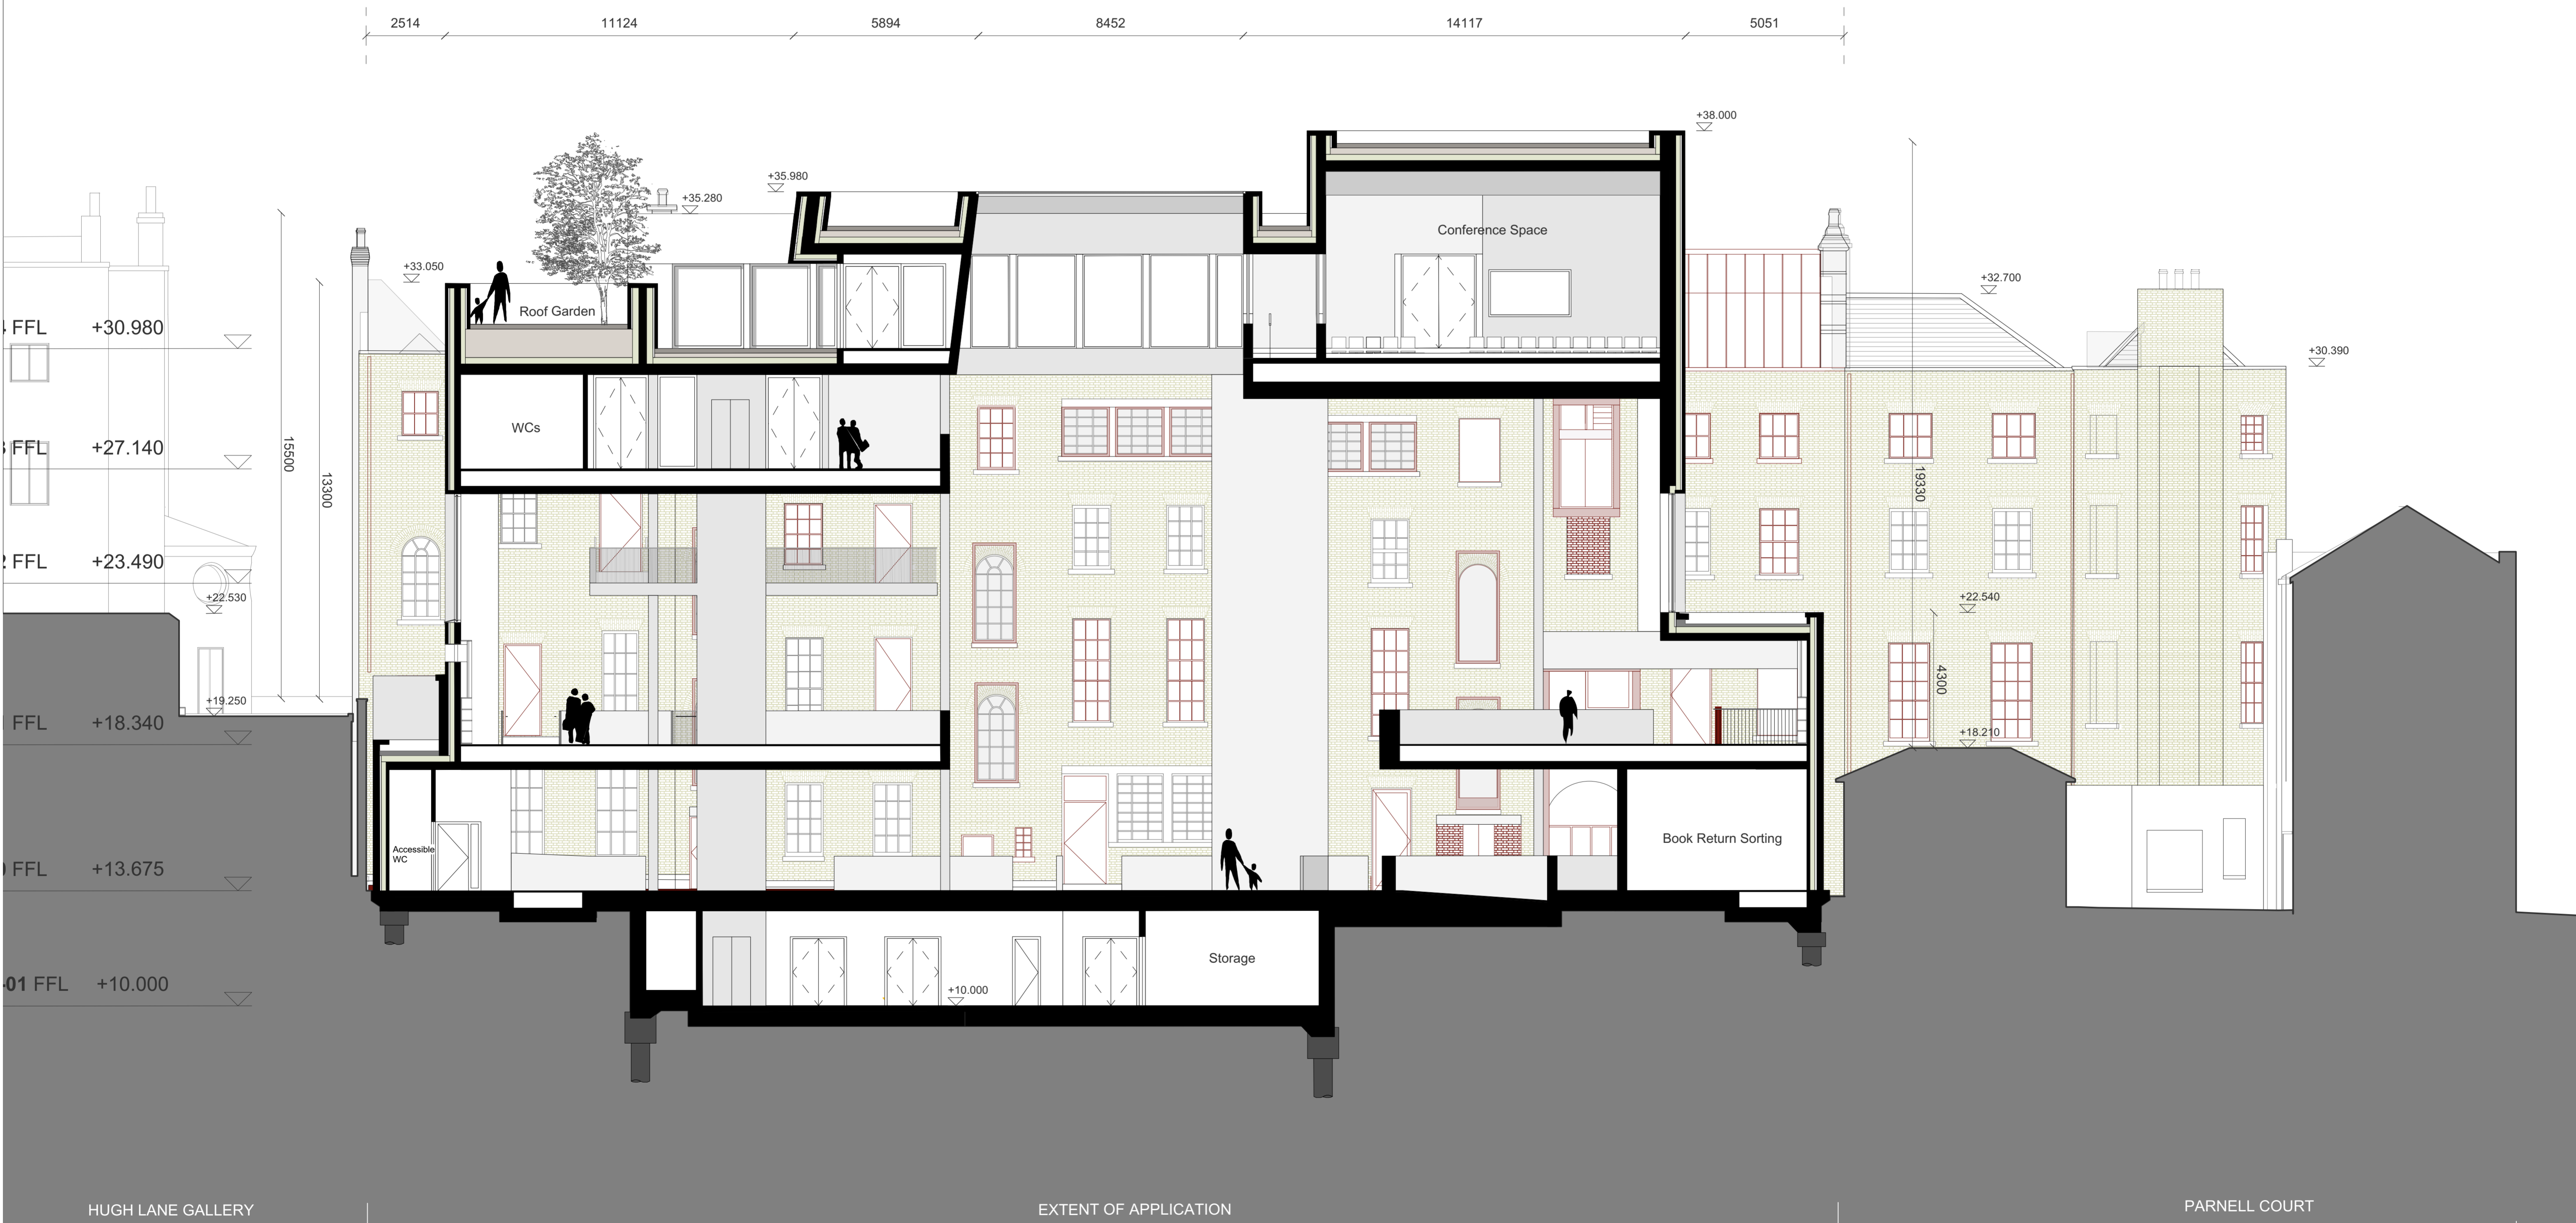 2514 11124 5894 8452 14117 5051
+38.000
+35.980
+35.280
Conference Space
+33.050
+32.700
Roof Garden
FFL +30.980
+30.390
WCs
FFL +27.140
15500
13300
19330
FFL +23.490
+22.530
+22.540
4300
+19.250
FFL +18.340
+18.210
Accessible
WC
Book Return Sorting
FFL +13.675
Storage
-01 FFL +10.000
+10.000
HUGH LANE GALLERY
EXTENT OF APPLICATION
PARNELL COURT